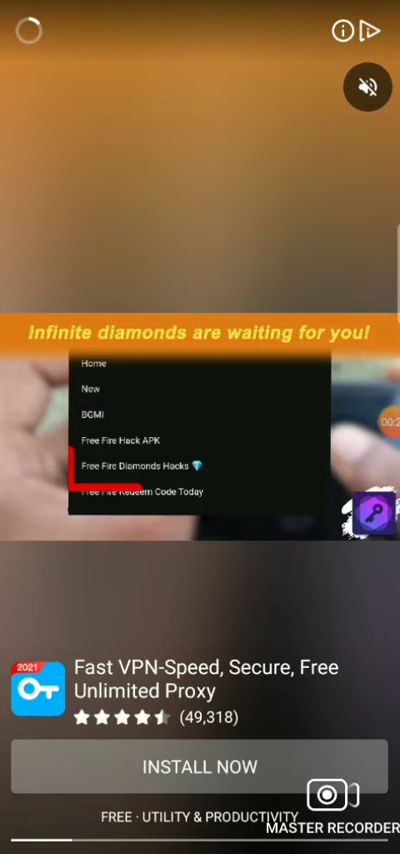 Infinite diamonds are waiting for you!
Home
New
BGMI
Free Fire Hack APK
Free Fire Diamonds Hacks 💎
Free Fire Redeem Code Today
2021
Fast VPN-Speed, Secure, Free
Unlimited Proxy
(49,318)
INSTALL NOW
FREE · UTILITY & PRODUCTIVITY
MASTER RECORDER